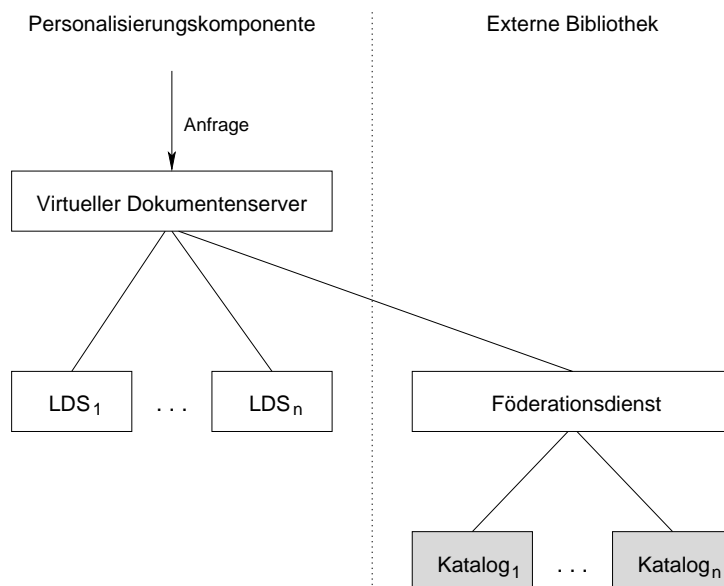 Personalisierungskomponente
Externe Bibliothek
Anfrage
Virtueller Dokumentenserver
LDS1 . . . LDSn
Föderationsdienst
Katalog1 . . . Katalogn